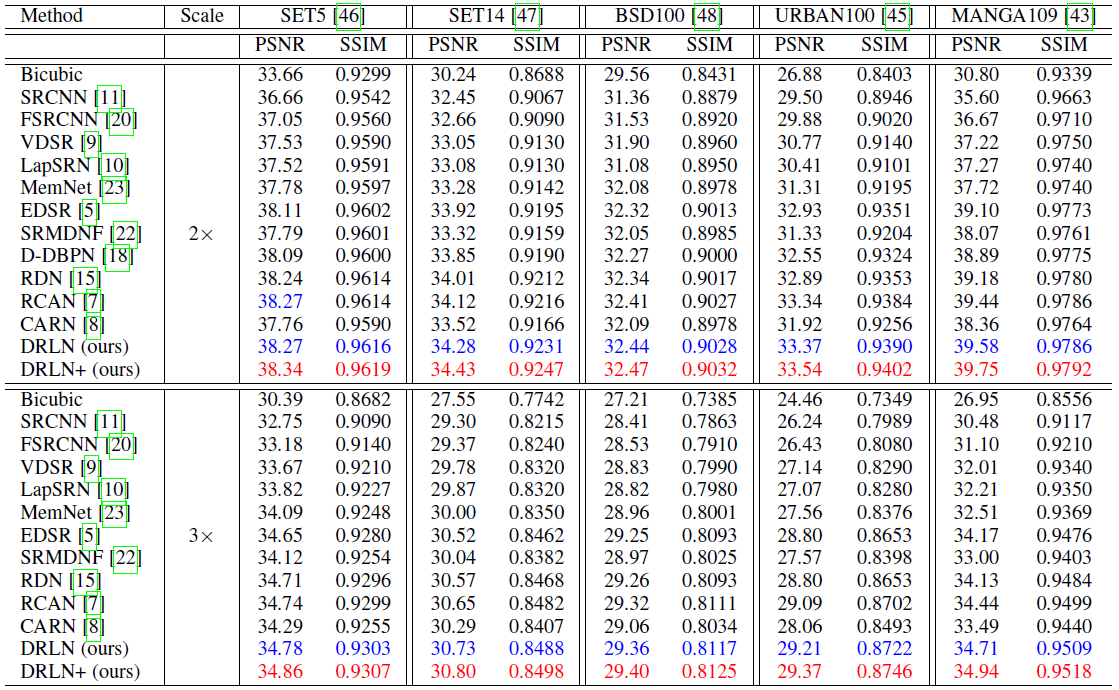 Method Scale SET5 [46] SET14 [47] BSD100 [48] URBAN100 [45] MANGA109 [43]
PSNR SSIM PSNR SSIM PSNR SSIM PSNR SSIM PSNR SSIM
Bicubic 33.66 0.9299 30.24 0.8688 29.56 0.8431 26.88 0.8403 30.80 0.9339
SRCNN [11] 36.66 0.9542 32.45 0.9067 31.36 0.8879 29.50 0.8946 35.60 0.9663
FSRCNN [20] 37.05 0.9560 32.66 0.9090 31.53 0.8920 29.88 0.9020 36.67 0.9710
VDSR [9] 37.53 0.9590 33.05 0.9130 31.90 0.8960 30.77 0.9140 37.22 0.9750
LapSRN [10] 37.52 0.9591 33.08 0.9130 31.08 0.8950 30.41 0.9101 37.27 0.9740
MemNet [23] 37.78 0.9597 33.28 0.9142 32.08 0.8978 31.31 0.9195 37.72 0.9740
EDSR [5] 38.11 0.9602 33.92 0.9195 32.32 0.9013 32.93 0.9351 39.10 0.9773
SRMDNF [22] 2× 37.79 0.9601 33.32 0.9159 32.05 0.8985 31.33 0.9204 38.07 0.9761
D-DBPN [18] 38.09 0.9600 33.85 0.9190 32.27 0.9000 32.55 0.9324 38.89 0.9775
RDN [15] 38.24 0.9614 34.01 0.9212 32.34 0.9017 32.89 0.9353 39.18 0.9780
RCAN [7] 38.27 0.9614 34.12 0.9216 32.41 0.9027 33.34 0.9384 39.44 0.9786
CARN [8] 37.76 0.9590 33.52 0.9166 32.09 0.8978 31.92 0.9256 38.36 0.9764
DRLN (ours) 38.27 0.9616 34.28 0.9231 32.44 0.9028 33.37 0.9390 39.58 0.9786
DRLN+ (ours) 38.34 0.9619 34.43 0.9247 32.47 0.9032 33.54 0.9402 39.75 0.9792
Bicubic 30.39 0.8682 27.55 0.7742 27.21 0.7385 24.46 0.7349 26.95 0.8556
SRCNN [11] 32.75 0.9090 29.30 0.8215 28.41 0.7863 26.24 0.7989 30.48 0.9117
FSRCNN [20] 33.18 0.9140 29.37 0.8240 28.53 0.7910 26.43 0.8080 31.10 0.9210
VDSR [9] 33.67 0.9210 29.78 0.8320 28.83 0.7990 27.14 0.8290 32.01 0.9340
LapSRN [10] 33.82 0.9227 29.87 0.8320 28.82 0.7980 27.07 0.8280 32.21 0.9350
MemNet [23] 34.09 0.9248 30.00 0.8350 28.96 0.8001 27.56 0.8376 32.51 0.9369
EDSR [5] 3× 34.65 0.9280 30.52 0.8462 29.25 0.8093 28.80 0.8653 34.17 0.9476
SRMDNF [22] 34.12 0.9254 30.04 0.8382 28.97 0.8025 27.57 0.8398 33.00 0.9403
RDN [15] 34.71 0.9296 30.57 0.8468 29.26 0.8093 28.80 0.8653 34.13 0.9484
RCAN [7] 34.74 0.9299 30.65 0.8482 29.32 0.8111 29.09 0.8702 34.44 0.9499
CARN [8] 34.29 0.9255 30.29 0.8407 29.06 0.8034 28.06 0.8493 33.49 0.9440
DRLN (ours) 34.78 0.9303 30.73 0.8488 29.36 0.8117 29.21 0.8722 34.71 0.9509
DRLN+ (ours) 34.86 0.9307 30.80 0.8498 29.40 0.8125 29.37 0.8746 34.94 0.9518